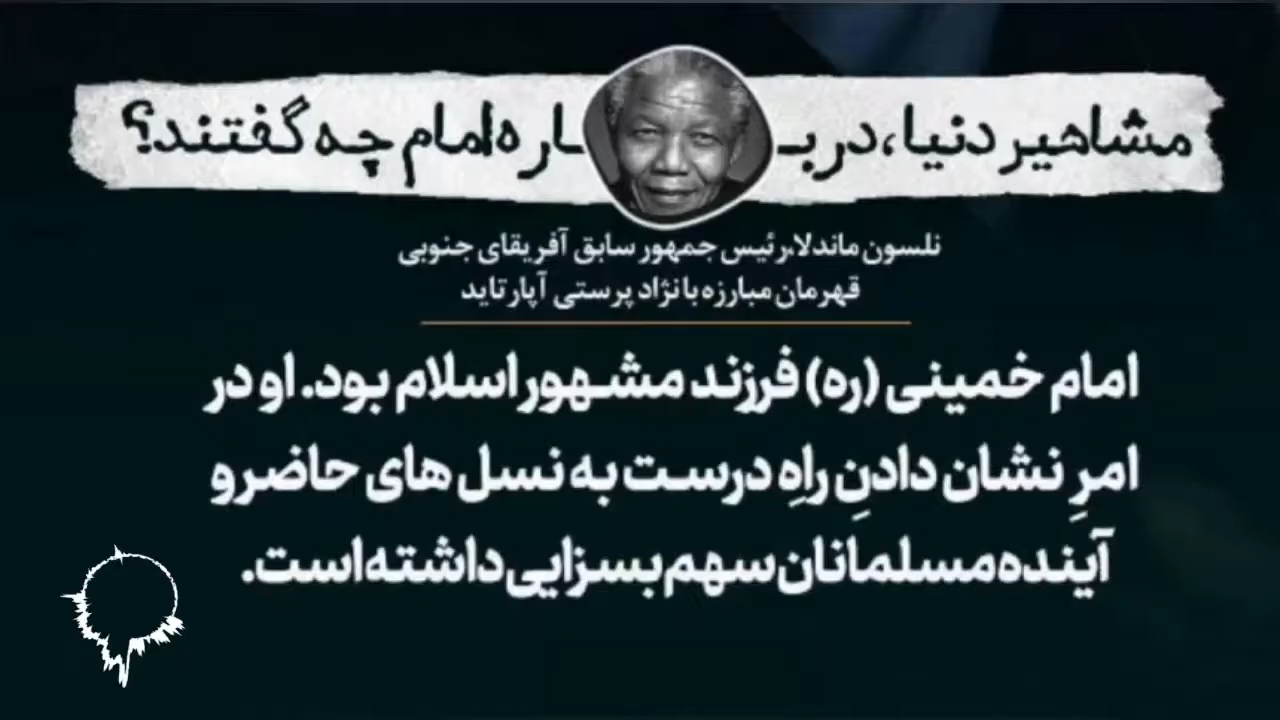 مشاهیر دنیا، درباره امام چه گفتند؟
نلسون ماندلا،رئیس جمهور سابق آفریقای جنوبی
قهرمان مبارزه با نژاد پرستی آپارتاید
امام خمینی (ره) فرزند مشهور اسلام بود. او در
امرِ نشان دادنِ راهِ درست به نسل های حاضر و
آینده مسلمانان سهم بسزایی داشته است.